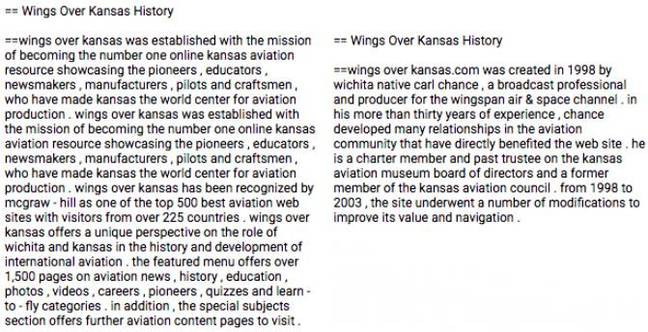 == Wings Over Kansas History
==wings over kansas was established with the mission
of becoming the number one online kansas aviation
resource showcasing the pioneers , educators ,
newsmakers , manufacturers , pilots and craftsmen ,
who have made kansas the world center for aviation
production . wings over kansas was established with
the mission of becoming the number one online kansas
aviation resource showcasing the pioneers , educators ,
newsmakers , manufacturers , pilots and craftsmen ,
who have made kansas the world center for aviation
production . wings over kansas has been recognized by
mcgraw - hill as one of the top 500 best aviation web
sites with visitors from over 225 countries . wings over
kansas offers a unique perspective on the role of
wichita and kansas in the history and development of
international aviation . the featured menu offers over
1,500 pages on aviation news , history , education ,
photos , videos , careers , pioneers , quizzes and learn -
to - fly categories . in addition , the special subjects
section offers further aviation content pages to visit .
== Wings Over Kansas History
==wings over kansas.com was created in 1998 by
wichita native carl chance , a broadcast professional
and producer for the wingspan air & space channel . in
his more than thirty years of experience , chance
developed many relationships in the aviation
community that have directly benefited the web site . he
is a charter member and past trustee on the kansas
aviation museum board of directors and a former
member of the kansas aviation council . from 1998 to
2003 , the site underwent a number of modifications to
improve its value and navigation .